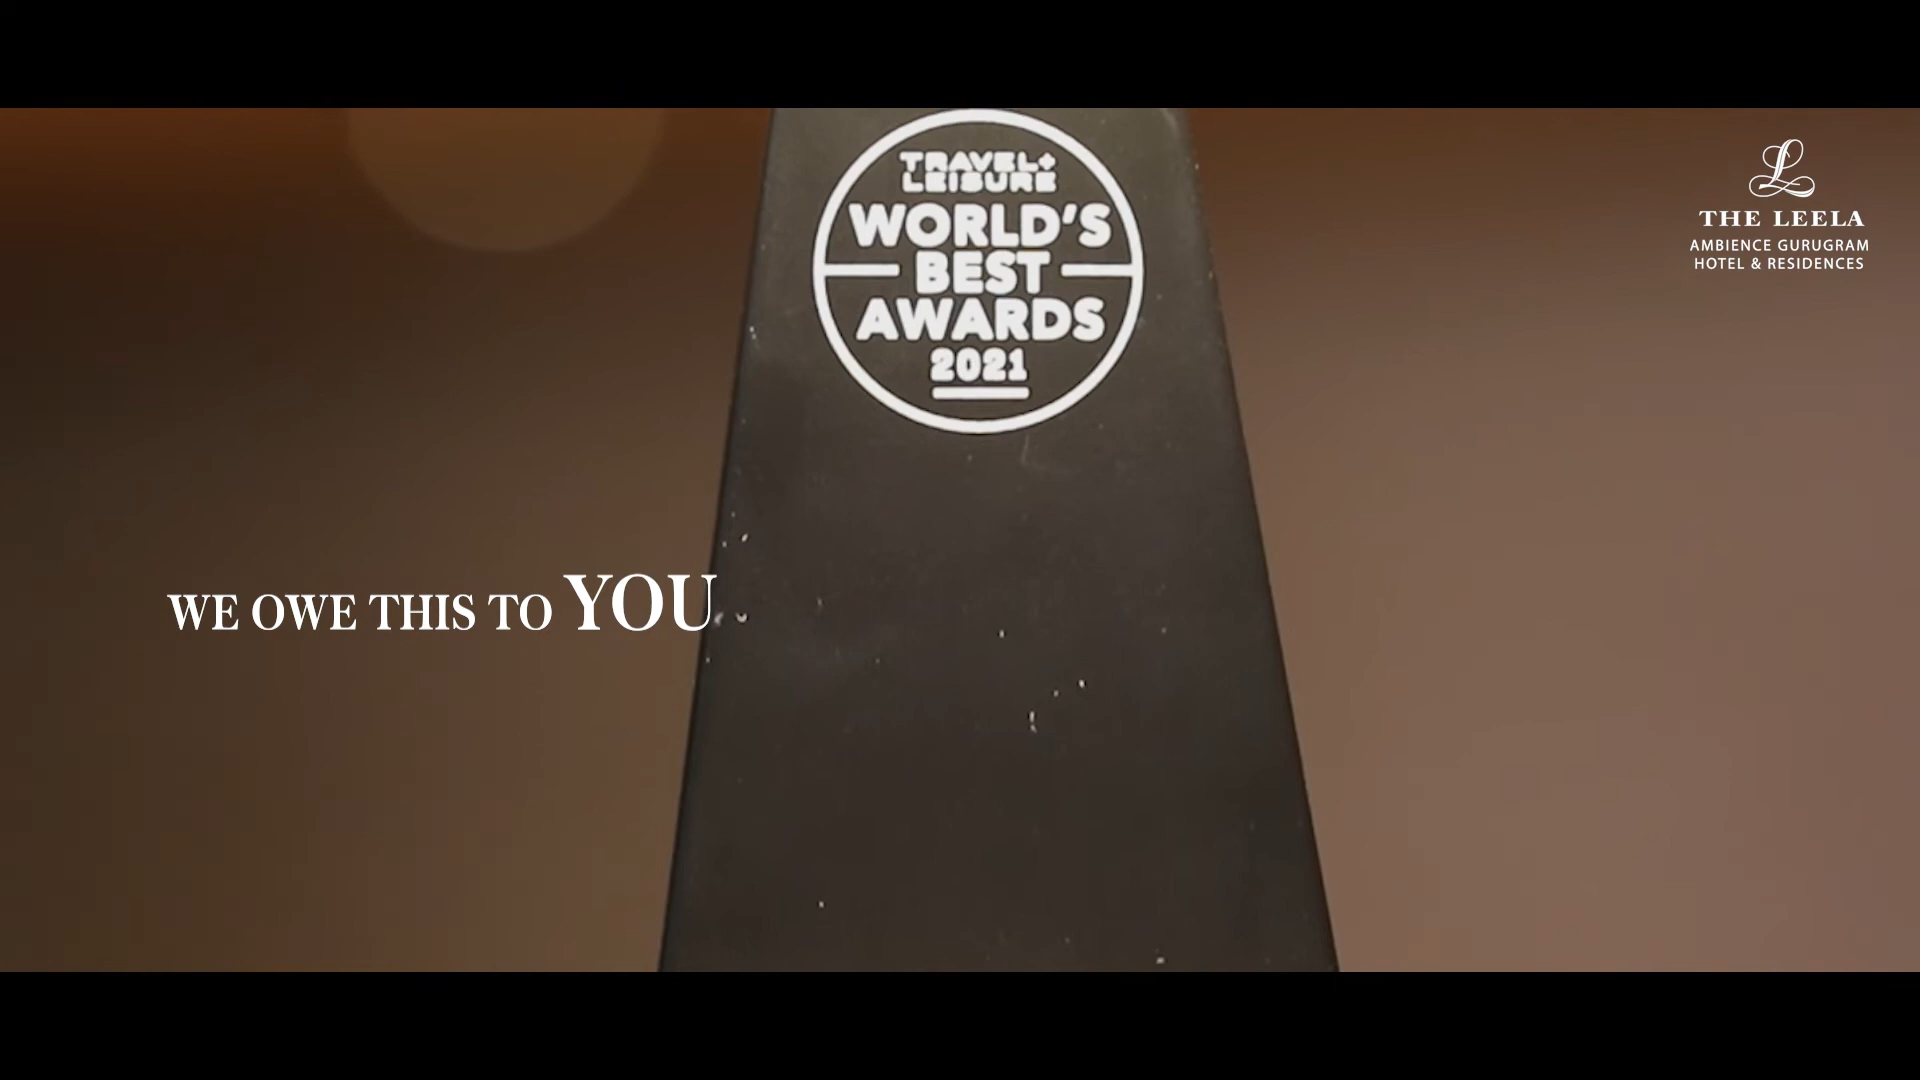 TRAVEL+
LEISURE
WORLD'S
BEST
AWARDS
2021
L
THE LEELA
AMBIENCE GURUGRAM
HOTEL & RESIDENCES
WE OWE THIS TO YOU